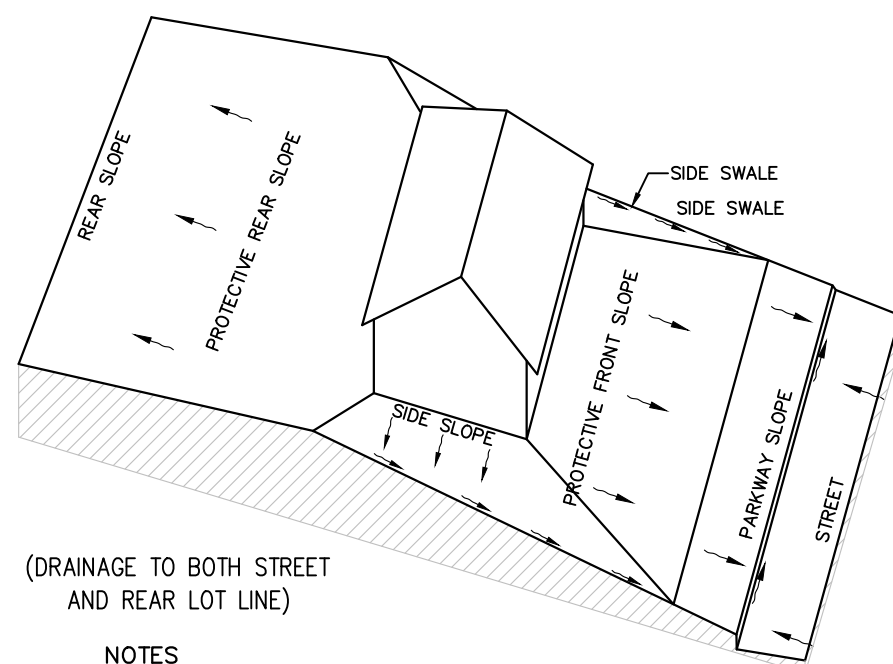 REAR SLOPE
PROTECTIVE REAR SLOPE
SIDE SWALE
SIDE SWALE
SIDE SLOPE
PROTECTIVE FRONT SLOPE
PARKWAY SLOPE
STREET
(DRAINAGE TO BOTH STREET
AND REAR LOT LINE)
NOTES